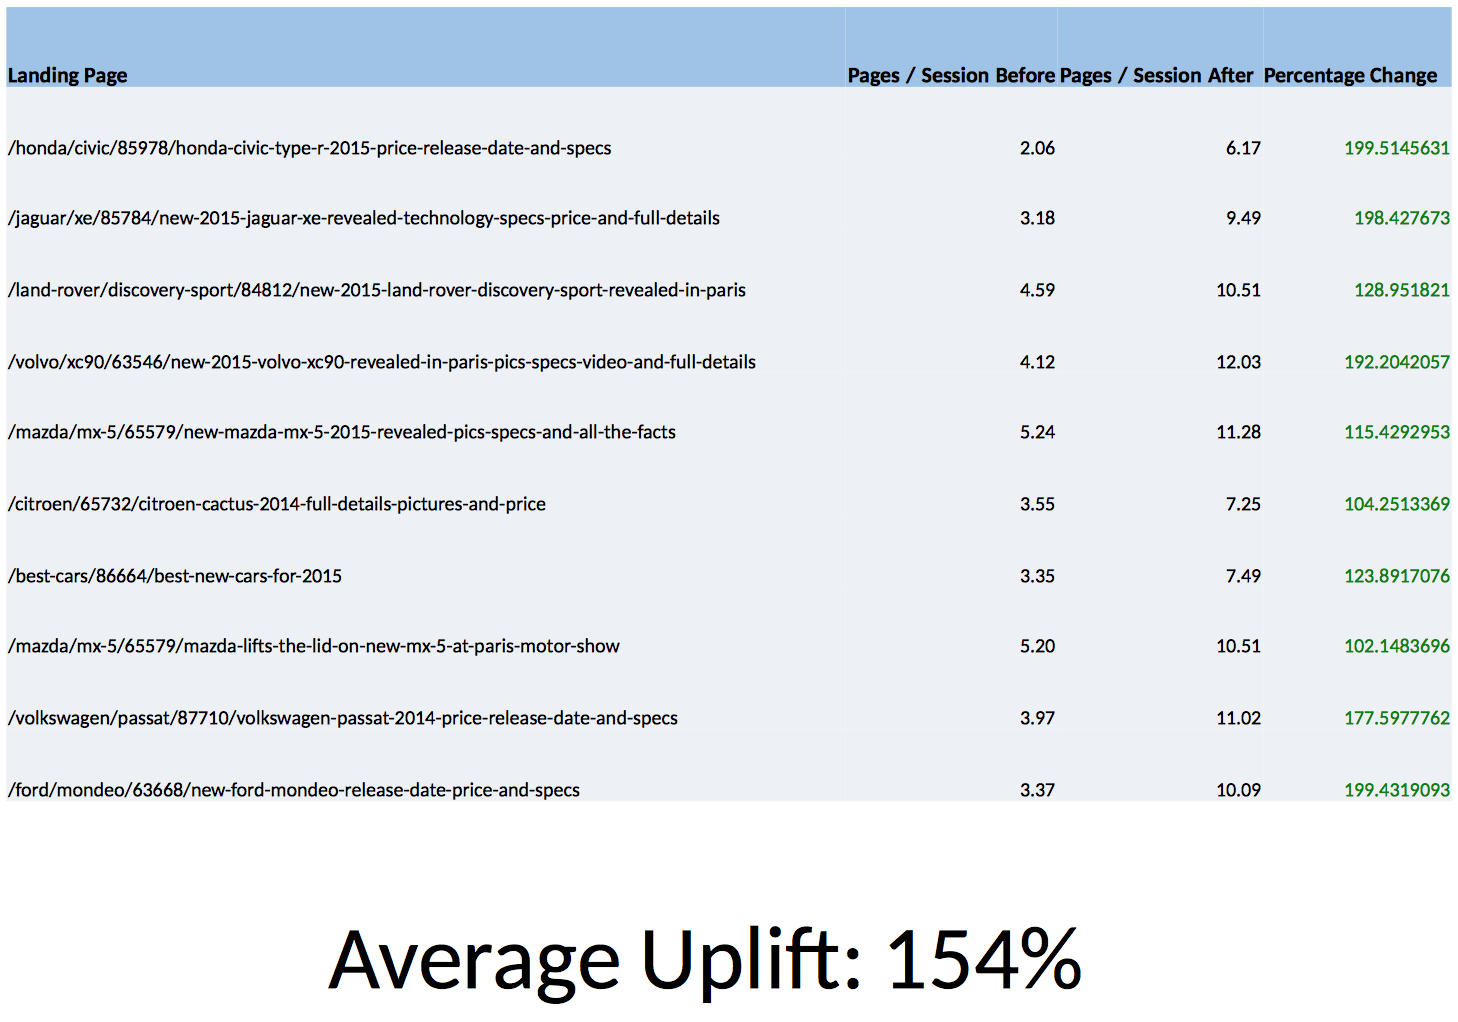 Landing Page Pages / Session Before Pages / Session After Percentage Change
/honda/civic/85978/honda-civic-type-r-2015-price-release-date-and-specs 2.06 6.17 199.5145631
/jaguar/xe/85784/new-2015-jaguar-xe-revealed-technology-specs-price-and-full-details 3.18 9.49 198.427673
/land-rover/discovery-sport/84812/new-2015-land-rover-discovery-sport-revealed-in-paris 4.59 10.51 128.951821
/volvo/xc90/63546/new-2015-volvo-xc90-revealed-in-paris-pics-specs-video-and-full-details 4.12 12.03 192.2042057
/mazda/mx-5/65579/new-mazda-mx-5-2015-revealed-pics-specs-and-all-the-facts 5.24 11.28 115.4292953
/citroen/65732/citroen-cactus-2014-full-details-pictures-and-price 3.55 7.25 104.2513369
/best-cars/86664/best-new-cars-for-2015 3.35 7.49 123.8917076
/mazda/mx-5/65579/mazda-lifts-the-lid-on-new-mx-5-at-paris-motor-show 5.20 10.51 102.1483696
/volkswagen/passat/87710/volkswagen-passat-2014-price-release-date-and-specs 3.97 11.02 177.5977762
/ford/mondeo/63668/new-ford-mondeo-release-date-price-and-specs 3.37 10.09 199.4319093
Average Uplift: 154%